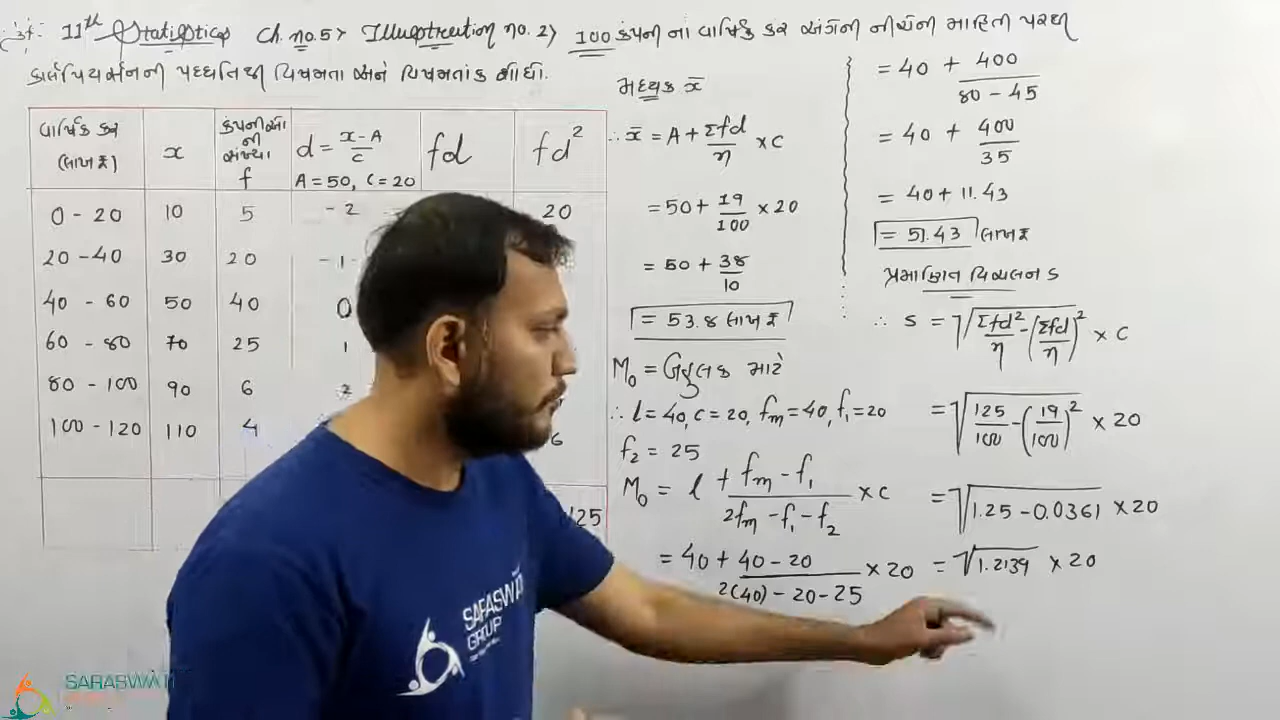 11th Statistics Ch. no. 5> Illustration no. 2> 100 કંપની ના વાર્ષિક કર અંગેની નીચેની માહિતી પરથી
કાર્લ પિયર્સનની પધ્ધતિથી વિષમતા અને વિષમતાંક શોધો.
વાર્ષિક કર (લાખ ₹) x કંપનીઓ ની સંખ્યા f d = x-A/c fd fd²
A = 50, C = 20
0 - 20 10 5 -2 20
20 - 40 30 20 -1
40 - 60 50 40 0
60 - 80 70 25 1
80 - 100 90 6 2
100 - 120 110 4 6
125
મધ્યક x̄
∴ x̄ = A + Σfd/n × C
= 50 + 19/100 × 20
= 50 + 38/10
= 53.8 લાખ ₹
M₀ = બહુલક માટે
∴ l = 40, C = 20, fm = 40, f₁ = 20
f₂ = 25
M₀ = l + fm - f₁/2fm - f₁ - f₂ × C
= 40 + 40 - 20/2(40) - 20 - 25 × 20
= 40 + 400/80 - 45
= 40 + 400/35
= 40 + 11.43
= 51.43 લાખ ₹
પ્રમાણિત વિચલન s
∴ s = √Σfd²/n - (Σfd/n)² × C
= √125/100 - (19/100)² × 20
= √1.25 - 0.0361 × 20
= √1.2139 × 20
SARASWATI
GROUP
SARASWATI